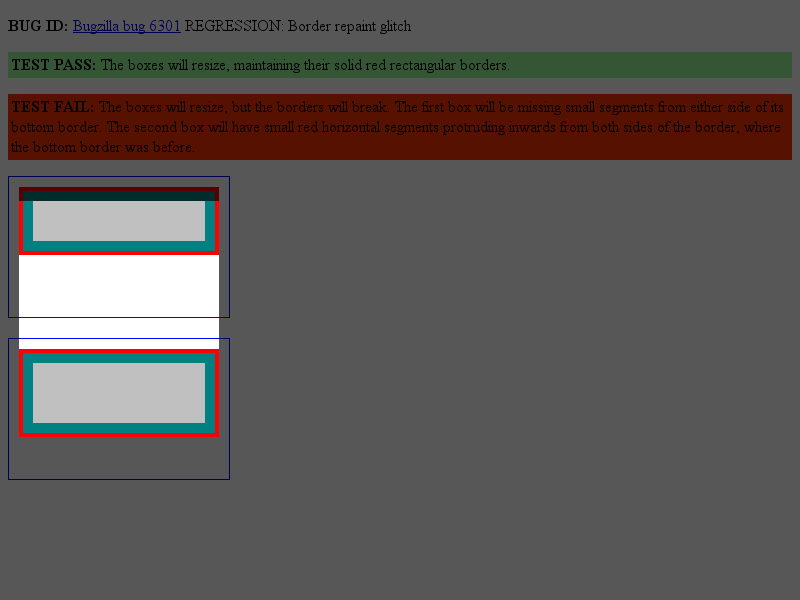 BUG ID: Bugzilla bug 6301 REGRESSION: Border repaint glitch
TEST PASS: The boxes will resize, maintaining their solid red rectangular borders.
TEST FAIL: The boxes will resize, but the borders will break. The first box will be missing small segments from either side of its
bottom border. The second box will have small red horizontal segments protruding inwards from both sides of the border, where
the bottom border was before.